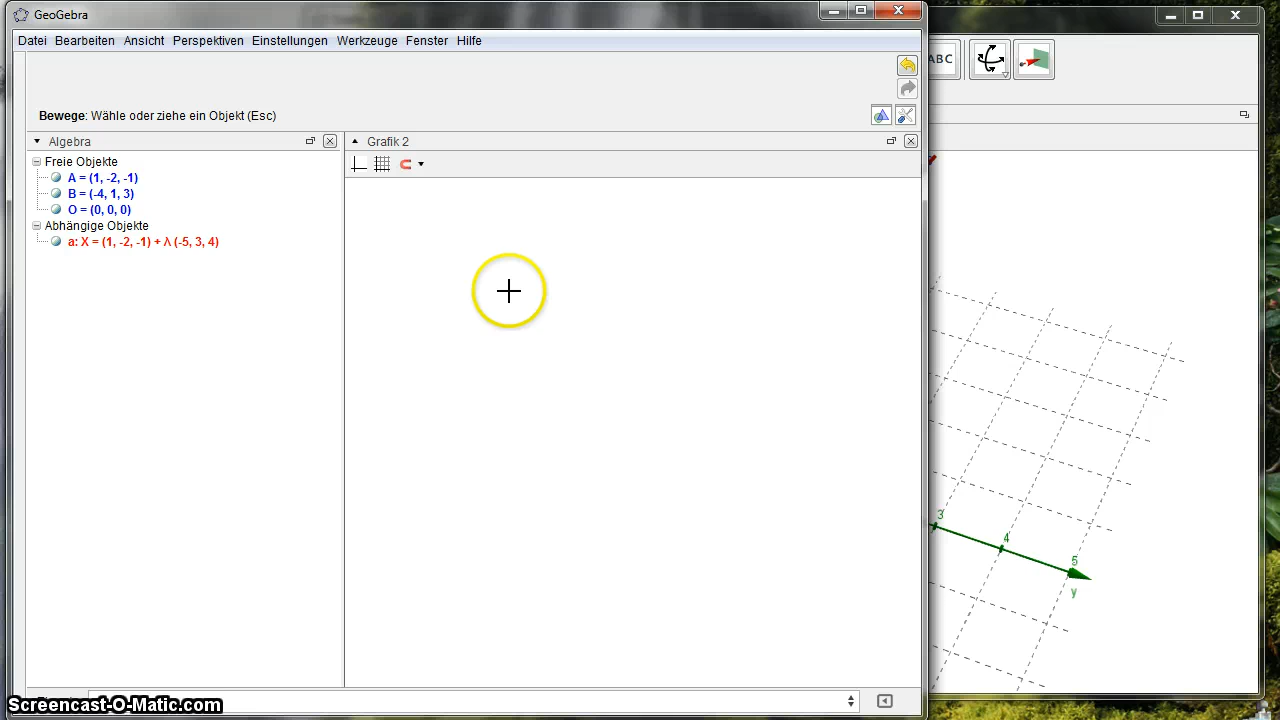 GeoGebra
Datei Bearbeiten Ansicht Perspektiven Einstellungen Werkzeuge Fenster Hilfe
ABC
Bewege: Wähle oder ziehe ein Objekt (Esc)
Algebra
Grafik 2
Freie Objekte
A = (1, -2, -1)
B = (-4, 1, 3)
O = (0, 0, 0)
Abhängige Objekte
a: X = (1, -2, -1) + λ (-5, 3, 4)
3
4
5
y
Screencast-O-Matic.com